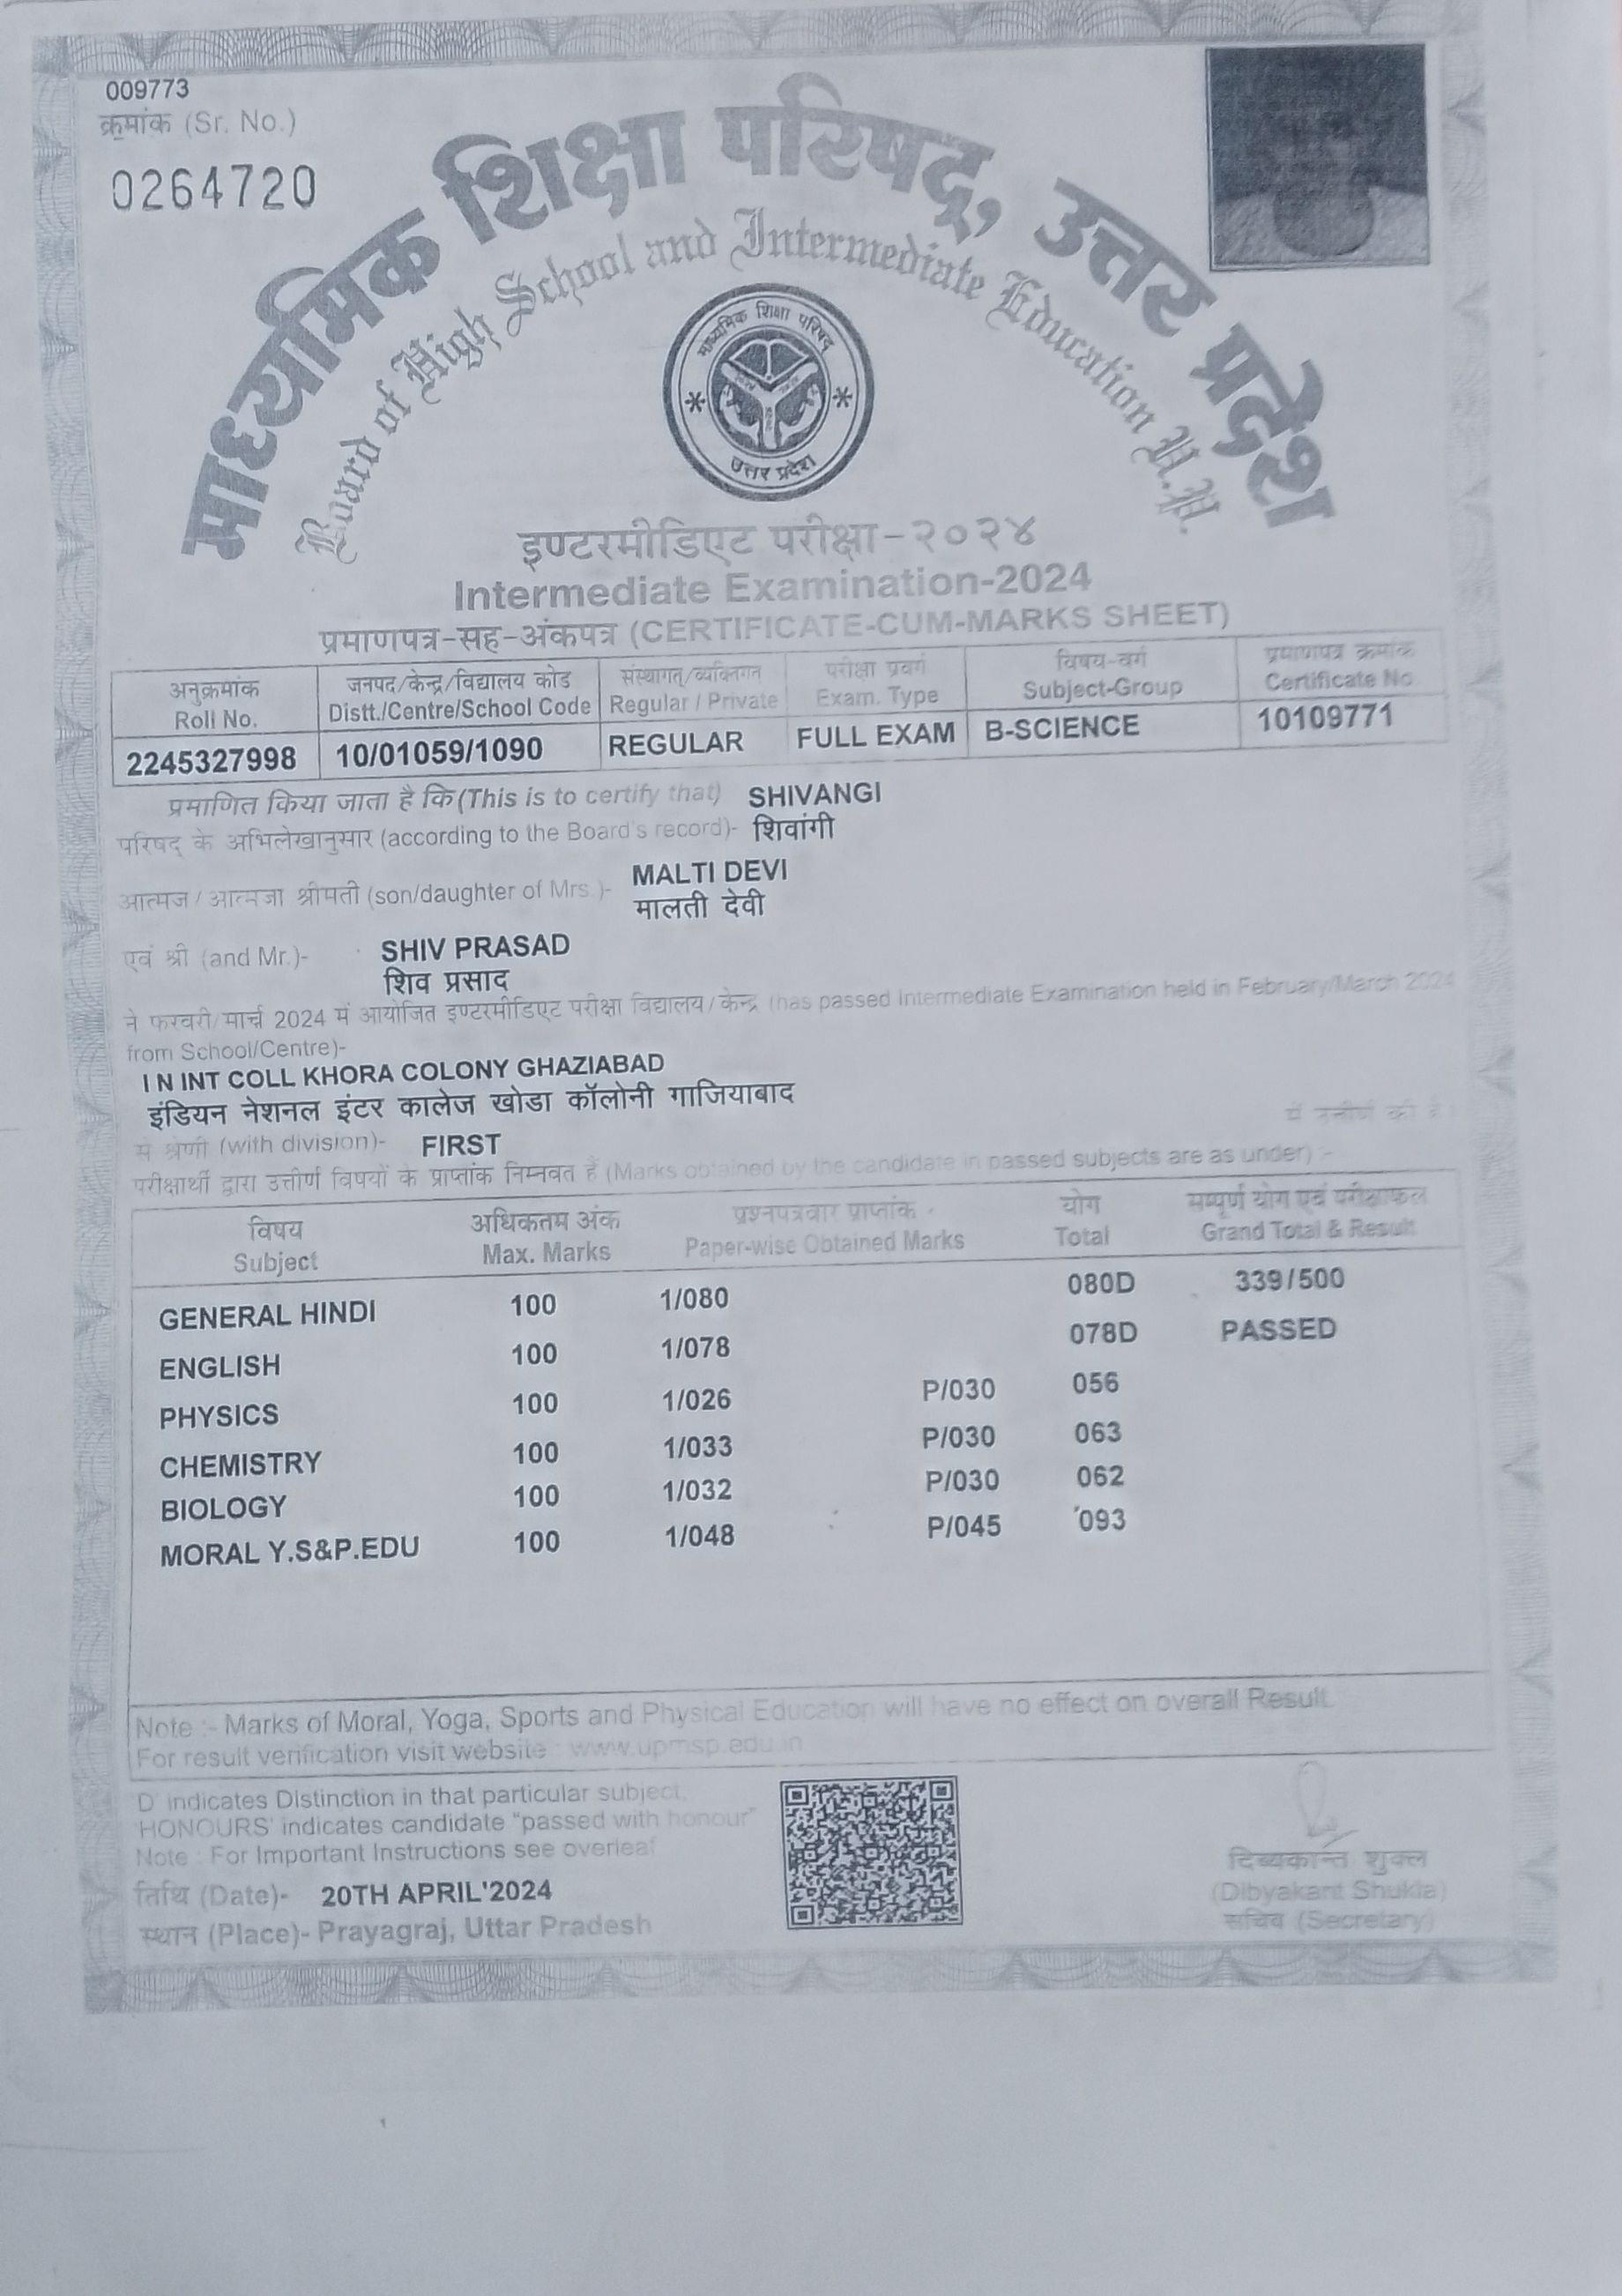 009773
क्रमांक (Sr. No.)
0264720
माध्यमिक शिक्षा परिषद्, उत्तर प्रदेश
Board of High School and Intermediate Education U.P.
माध्यमिक शिक्षा परिषद्
उत्तर प्रदेश
इण्टरमीडिएट परीक्षा-२०२४
Intermediate Examination-2024
प्रमाणपत्र-सह-अंकपत्र (CERTIFICATE-CUM-MARKS SHEET)
अनुक्रमांक जनपद/केन्द्र/विद्यालय कोड संस्थागत/व्यक्तिगत परीक्षा प्रवर्ग विषय-वर्ग प्रमाणपत्र क्रमांक
Roll No. Distt./Centre/School Code Regular / Private Exam. Type Subject-Group Certificate No.
2245327998 10/01059/1090 REGULAR FULL EXAM B-SCIENCE 10109771
प्रमाणित किया जाता है कि (This is to certify that) SHIVANGI
परिषद् के अभिलेखानुसार (according to the Board's record)- शिवांगी
MALTI DEVI
आत्मज / आत्मजा श्रीमती (son/daughter of Mrs.)- मालती देवी
एवं श्री (and Mr.)- SHIV PRASAD
शिव प्रसाद
ने फरवरी/मार्च 2024 में आयोजित इण्टरमीडिएट परीक्षा विद्यालय/केन्द्र (has passed Intermediate Examination held in February/March 2024
from School/Centre)-
I N INT COLL KHORA COLONY GHAZIABAD
इंडियन नेशनल इंटर कालेज खोडा कॉलोनी गाजियाबाद
में उत्तीर्ण की है
स श्रेणी (with division)- FIRST
परीक्षार्थी द्वारा उत्तीर्ण विषयों के प्राप्तांक निम्नवत हैं (Marks obtained by the candidate in passed subjects are as under) :-
विषय अधिकतम अंक प्रश्नपत्रवार प्राप्तांक योग सम्पूर्ण योग एवं परीक्षाफल
Subject Max. Marks Paper-wise Obtained Marks Total Grand Total & Result
GENERAL HINDI 100 1/080 080D 339/500
ENGLISH 100 1/078 078D PASSED
PHYSICS 100 1/026 P/030 056
CHEMISTRY 100 1/033 P/030 063
BIOLOGY 100 1/032 P/030 062
MORAL Y.S&P.EDU 100 1/048 P/045 093
Note :- Marks of Moral, Yoga, Sports and Physical Education will have no effect on overall Result.
For result verification visit website : www.upmsp.edu.in
'D' indicates Distinction in that particular subject,
'HONOURS' indicates candidate "passed with honour"
Note : For Important Instructions see overleaf
तिथि (Date)- 20TH APRIL'2024
स्थान (Place)- Prayagraj, Uttar Pradesh
दिब्यकान्त शुक्ल
(Dibyakant Shukla)
सचिव (Secretary)